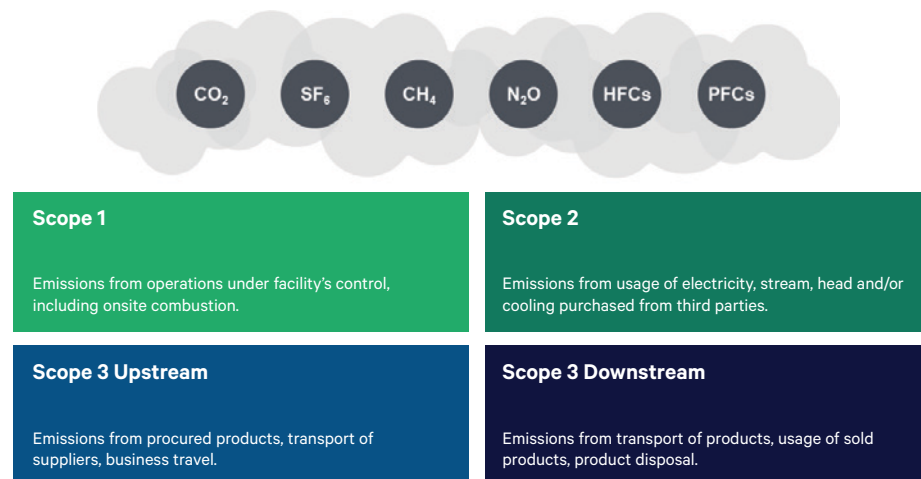 CO₂ SF₆ CH₄ N₂O HFCs PFCs
Scope 1
Emissions from operations under facility's control,
including onsite combustion.
Scope 2
Emissions from usage of electricity, stream, head and/or
cooling purchased from third parties.
Scope 3 Upstream
Emissions from procured products, transport of
suppliers, business travel.
Scope 3 Downstream
Emissions from transport of products, usage of sold
products, product disposal.